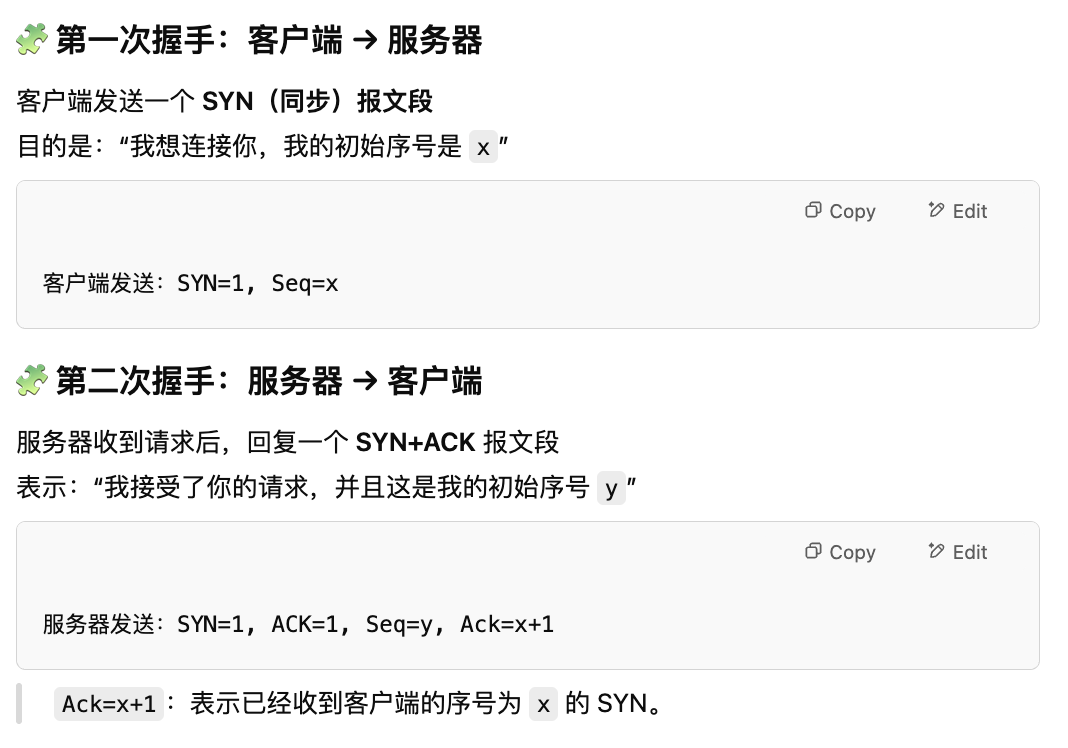 🧩 第一次握手：客户端 → 服务器
客户端发送一个 SYN（同步）报文段
目的是：“我想连接你，我的初始序号是 x”
Copy Edit
客户端发送：SYN=1, Seq=x
🧩 第二次握手：服务器 → 客户端
服务器收到请求后，回复一个 SYN+ACK 报文段
表示：“我接受了你的请求，并且这是我的初始序号 y”
Copy Edit
服务器发送：SYN=1, ACK=1, Seq=y, Ack=x+1
Ack=x+1：表示已经收到客户端的序号为 x 的 SYN。